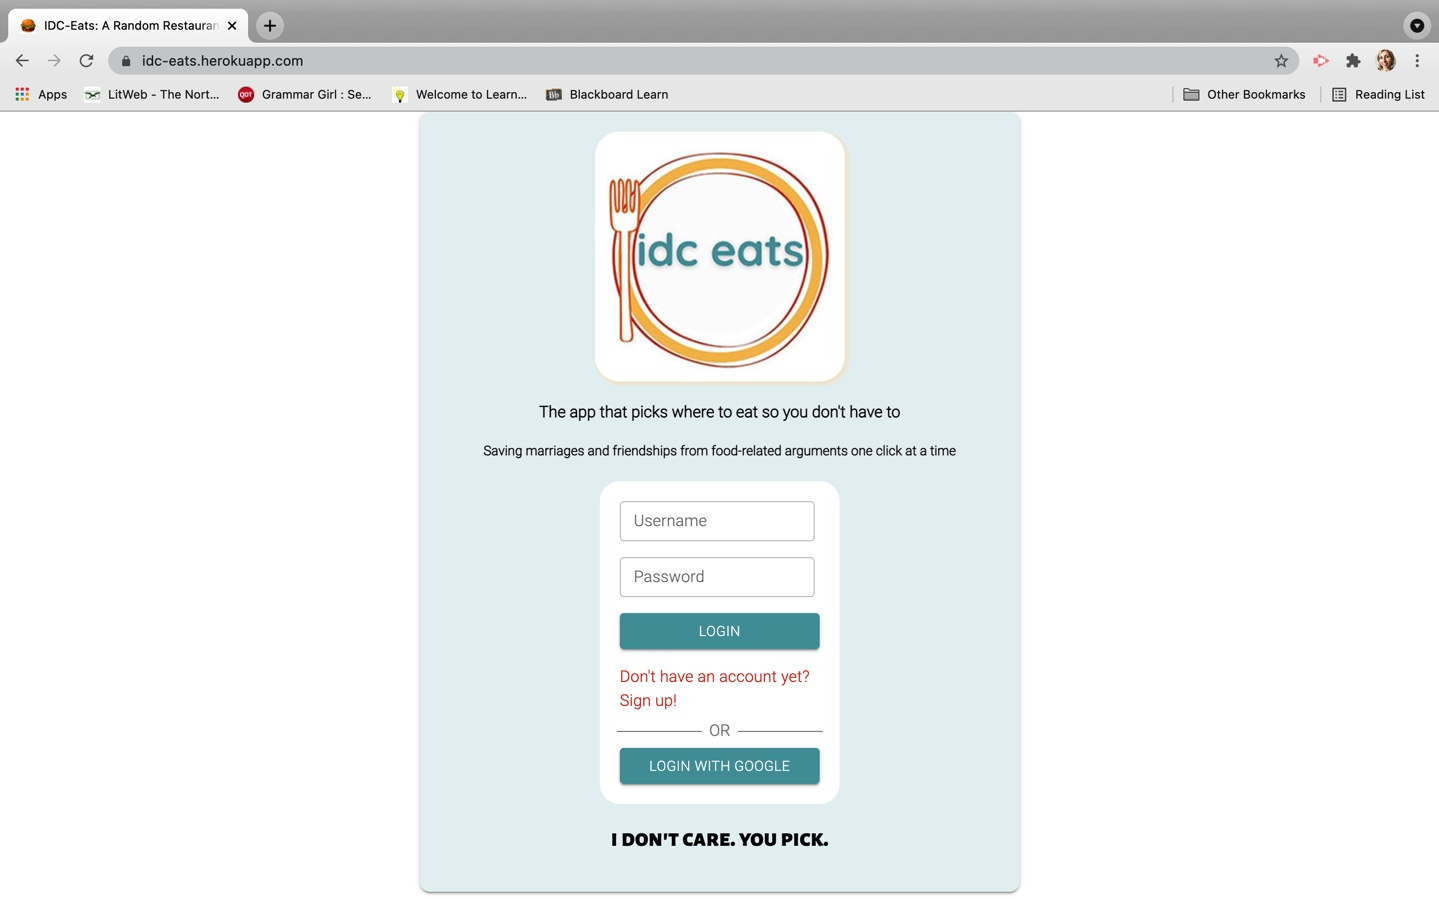 IDC-Eats: A Random Restauran
idc-eats.herokuapp.com
Apps
LitWeb - The Nort...
QDT
Grammar Girl : Se...
Welcome to Learn...
Bb
Blackboard Learn
Other Bookmarks
Reading List
idc eats
The app that picks where to eat so you don't have to
Saving marriages and friendships from food-related arguments one click at a time
Username
Password
LOGIN
Don't have an account yet?
Sign up!
OR
LOGIN WITH GOOGLE
I DON'T CARE. YOU PICK.